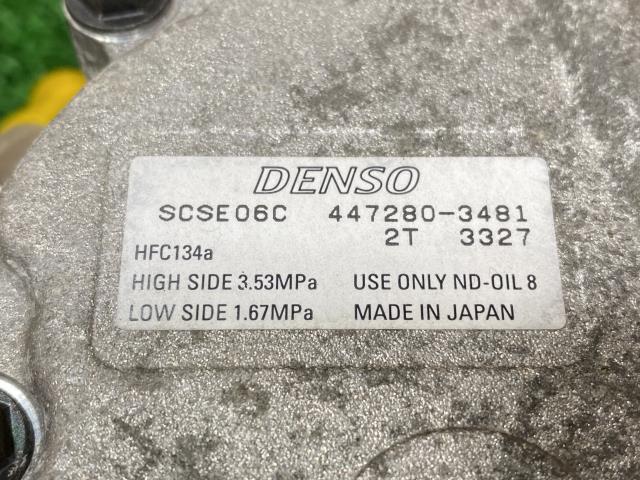 DENSO
SCSE06C 447280-3481
2T 3327
HFC134a
HIGH SIDE 3.53MPa USE ONLY ND-OIL 8
LOW SIDE 1.67MPa MADE IN JAPAN